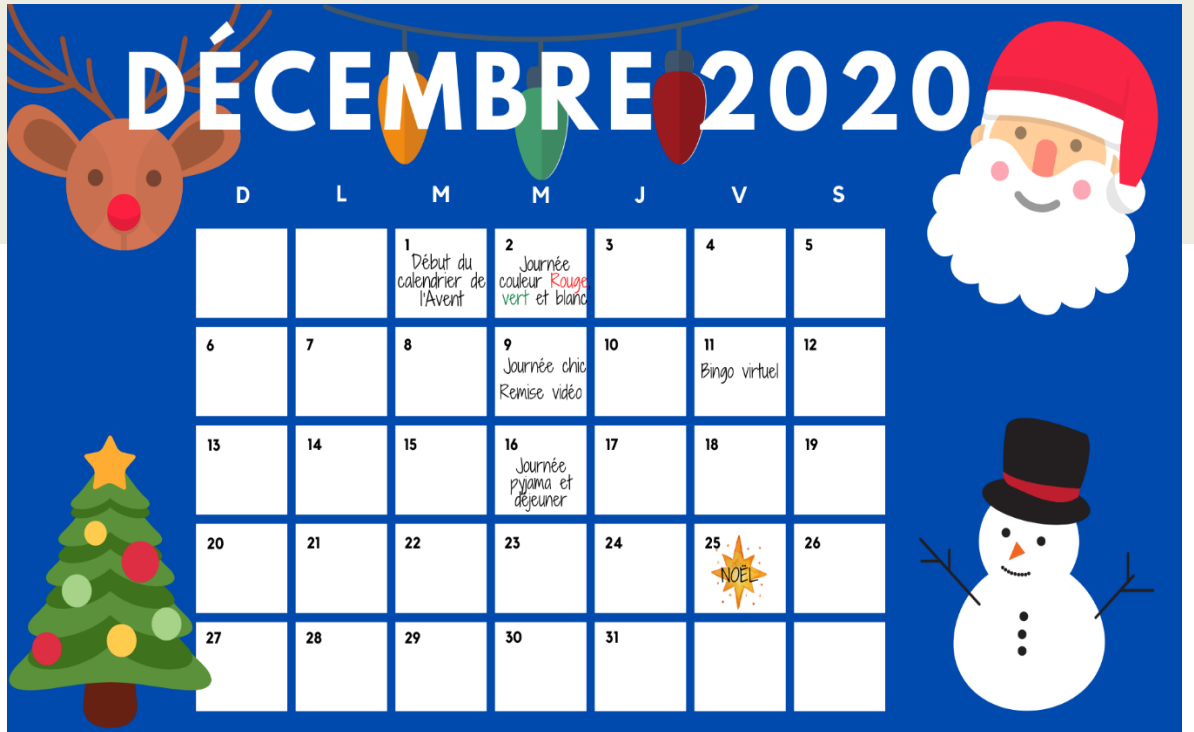 DÉCEMBRE 2020
D L M M J V S
1 2 3 4 5
Début du
calendrier de
l'Avent
Journée
couleur Rouge,
vert et blanc
6 7 8 9 10 11 12
Journée chic
Remise vidéo
Bingo virtuel
13 14 15 16 17 18 19
Journée
pyjama et
déjeuner
20 21 22 23 24 25 26
NOËL
27 28 29 30 31